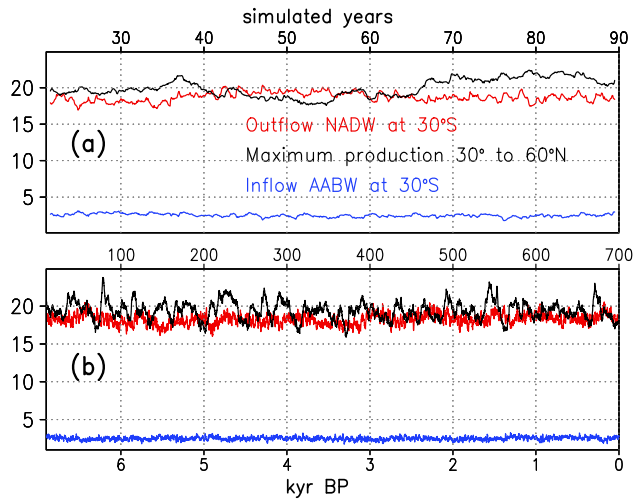 simulated years
30 40 50 60 70 80 90
20
15
10
5
(a)
Outflow NADW at 30°S
Maximum production 30° to 60°N
Inflow AABW at 30°S
100 200 300 400 500 600 700
20
15
10
5
(b)
6 5 4 3 2 1 0
kyr BP